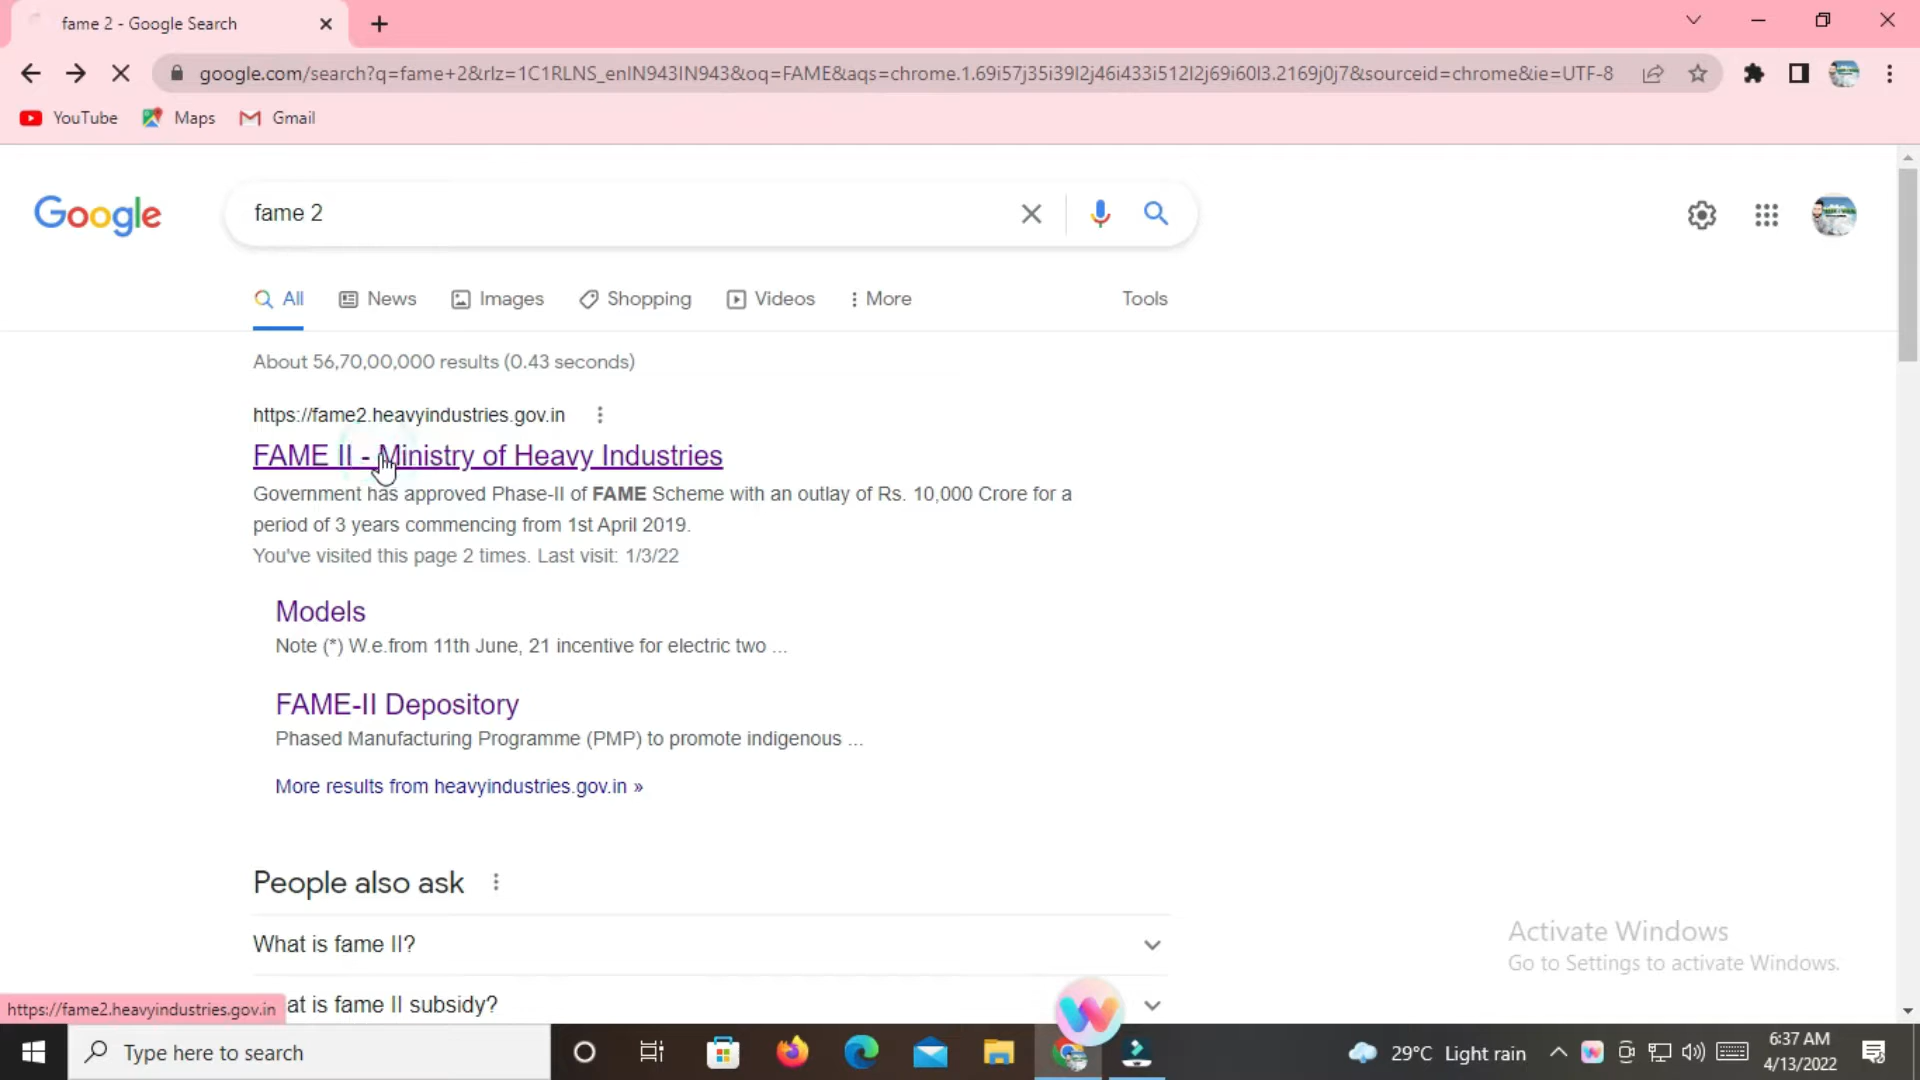 fame 2 - Google Search
google.com/search?q=fame+2&rlz=1C1RLNS_enIN943IN943&oq=FAME&aqs=chrome.1.69i57j35i39l2j46i433i512l2j69i60l3.2169j0j7&sourceid=chrome&ie=UTF-8
YouTube Maps Gmail
Google fame 2
All News Images Shopping Videos More Tools
About 56,70,00,000 results (0.43 seconds)
https://fame2.heavyindustries.gov.in
FAME II - Ministry of Heavy Industries
Government has approved Phase-II of FAME Scheme with an outlay of Rs. 10,000 Crore for a
period of 3 years commencing from 1st April 2019.
You've visited this page 2 times. Last visit: 1/3/22
Models
Note (*) W.e.from 11th June, 21 incentive for electric two ...
FAME-II Depository
Phased Manufacturing Programme (PMP) to promote indigenous ...
More results from heavyindustries.gov.in »
People also ask
What is fame II?
Activate Windows
Go to Settings to activate Windows.
at is fame II subsidy?
https://fame2.heavyindustries.gov.in
Type here to search
29°C Light rain
6:37 AM
4/13/2022